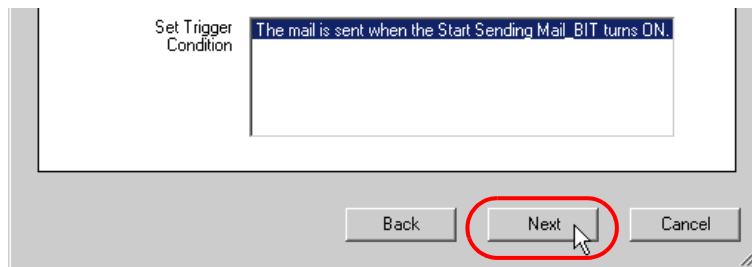 Set Trigger
Condition
The mail is sent when the Start Sending Mail_BIT turns ON.
Back
Next
Cancel